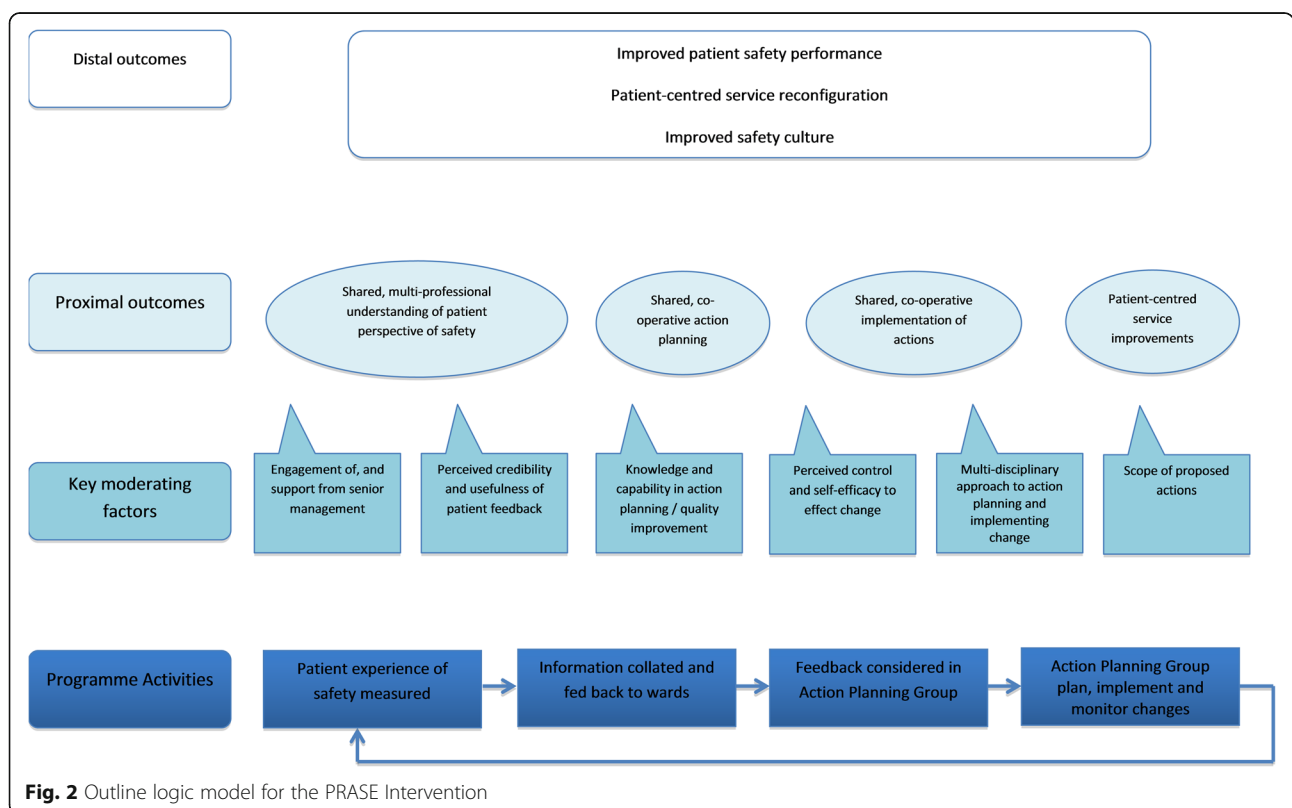 Distal outcomes
Improved patient safety performance
Patient-centred service reconfiguration
Improved safety culture
Proximal outcomes
Shared, multi-professional
understanding of patient
perspective of safety
Shared, co-
operative action
planning
Shared, co-operative
implementation of
actions
Patient-centred
service
improvements
Key moderating
factors
Engagement of, and
support from senior
management
Perceived credibility
and usefulness of
patient feedback
Knowledge and
capability in action
planning / quality
improvement
Perceived control
and self-efficacy to
effect change
Multi-disciplinary
approach to action
planning and
implementing
change
Scope of proposed
actions
Programme Activities
Patient experience of
safety measured
Information collated and
fed back to wards
Feedback considered in
Action Planning Group
Action Planning Group
plan, implement and
monitor changes
Fig. 2 Outline logic model for the PRASE Intervention